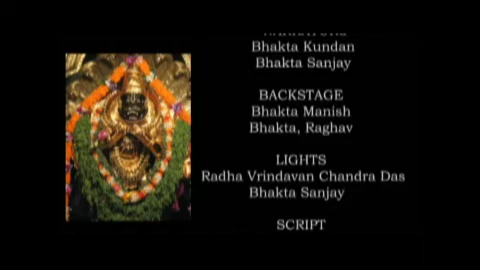 Bhakta Kundan
Bhakta Sanjay
BACKSTAGE
Bhakta Manish
Bhakta, Raghav
LIGHTS
Radha Vrindavan Chandra Das
Bhakta Sanjay
SCRIPT